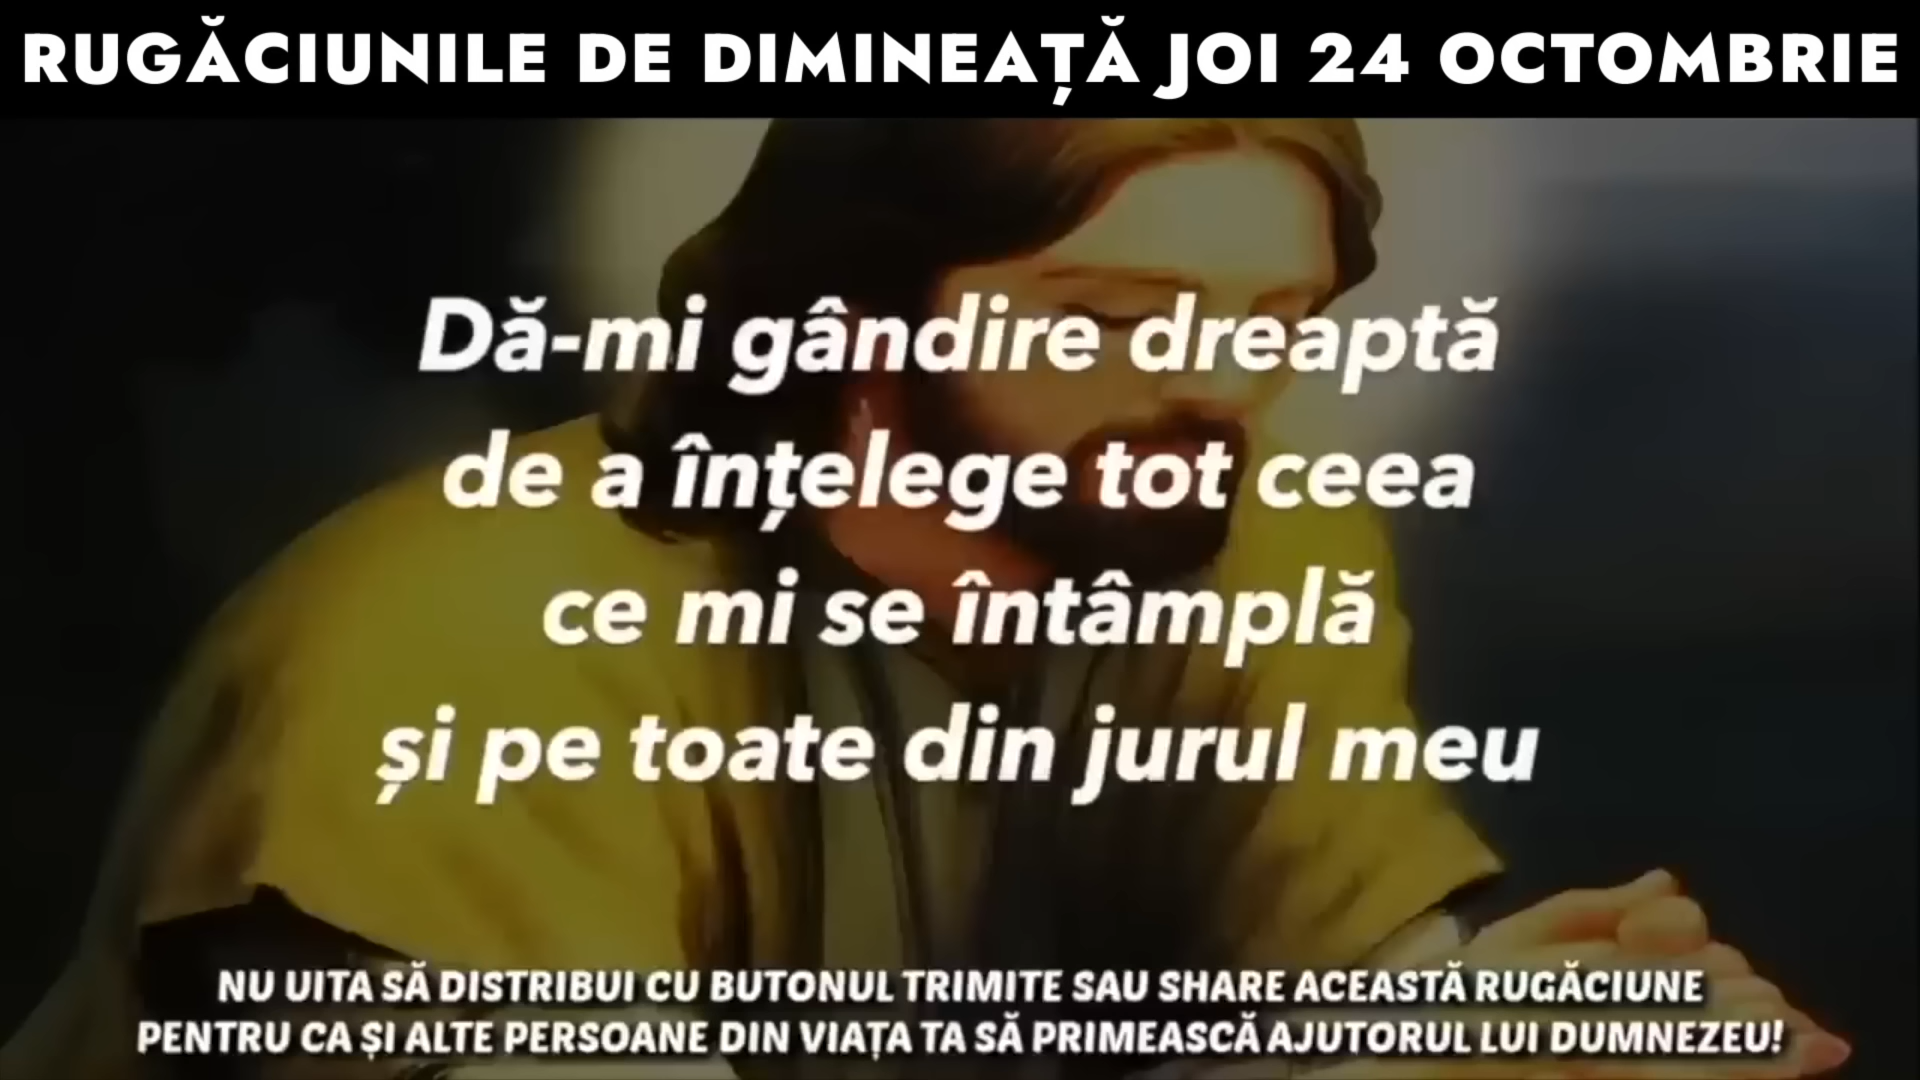 RUGĂCIUNILE DE DIMINEAȚĂ JOI 24 OCTOMBRIE
Dă-mi gândire dreaptă
de a înțelege tot ceea
ce mi se întâmplă
și pe toate din jurul meu
NU UITA SĂ DISTRIBUI CU BUTONUL TRIMITE SAU SHARE ACEASTĂ RUGĂCIUNE
PENTRU CA ȘI ALTE PERSOANE DIN VIAȚA TA SĂ PRIMEASCĂ AJUTORUL LUI DUMNEZEU!